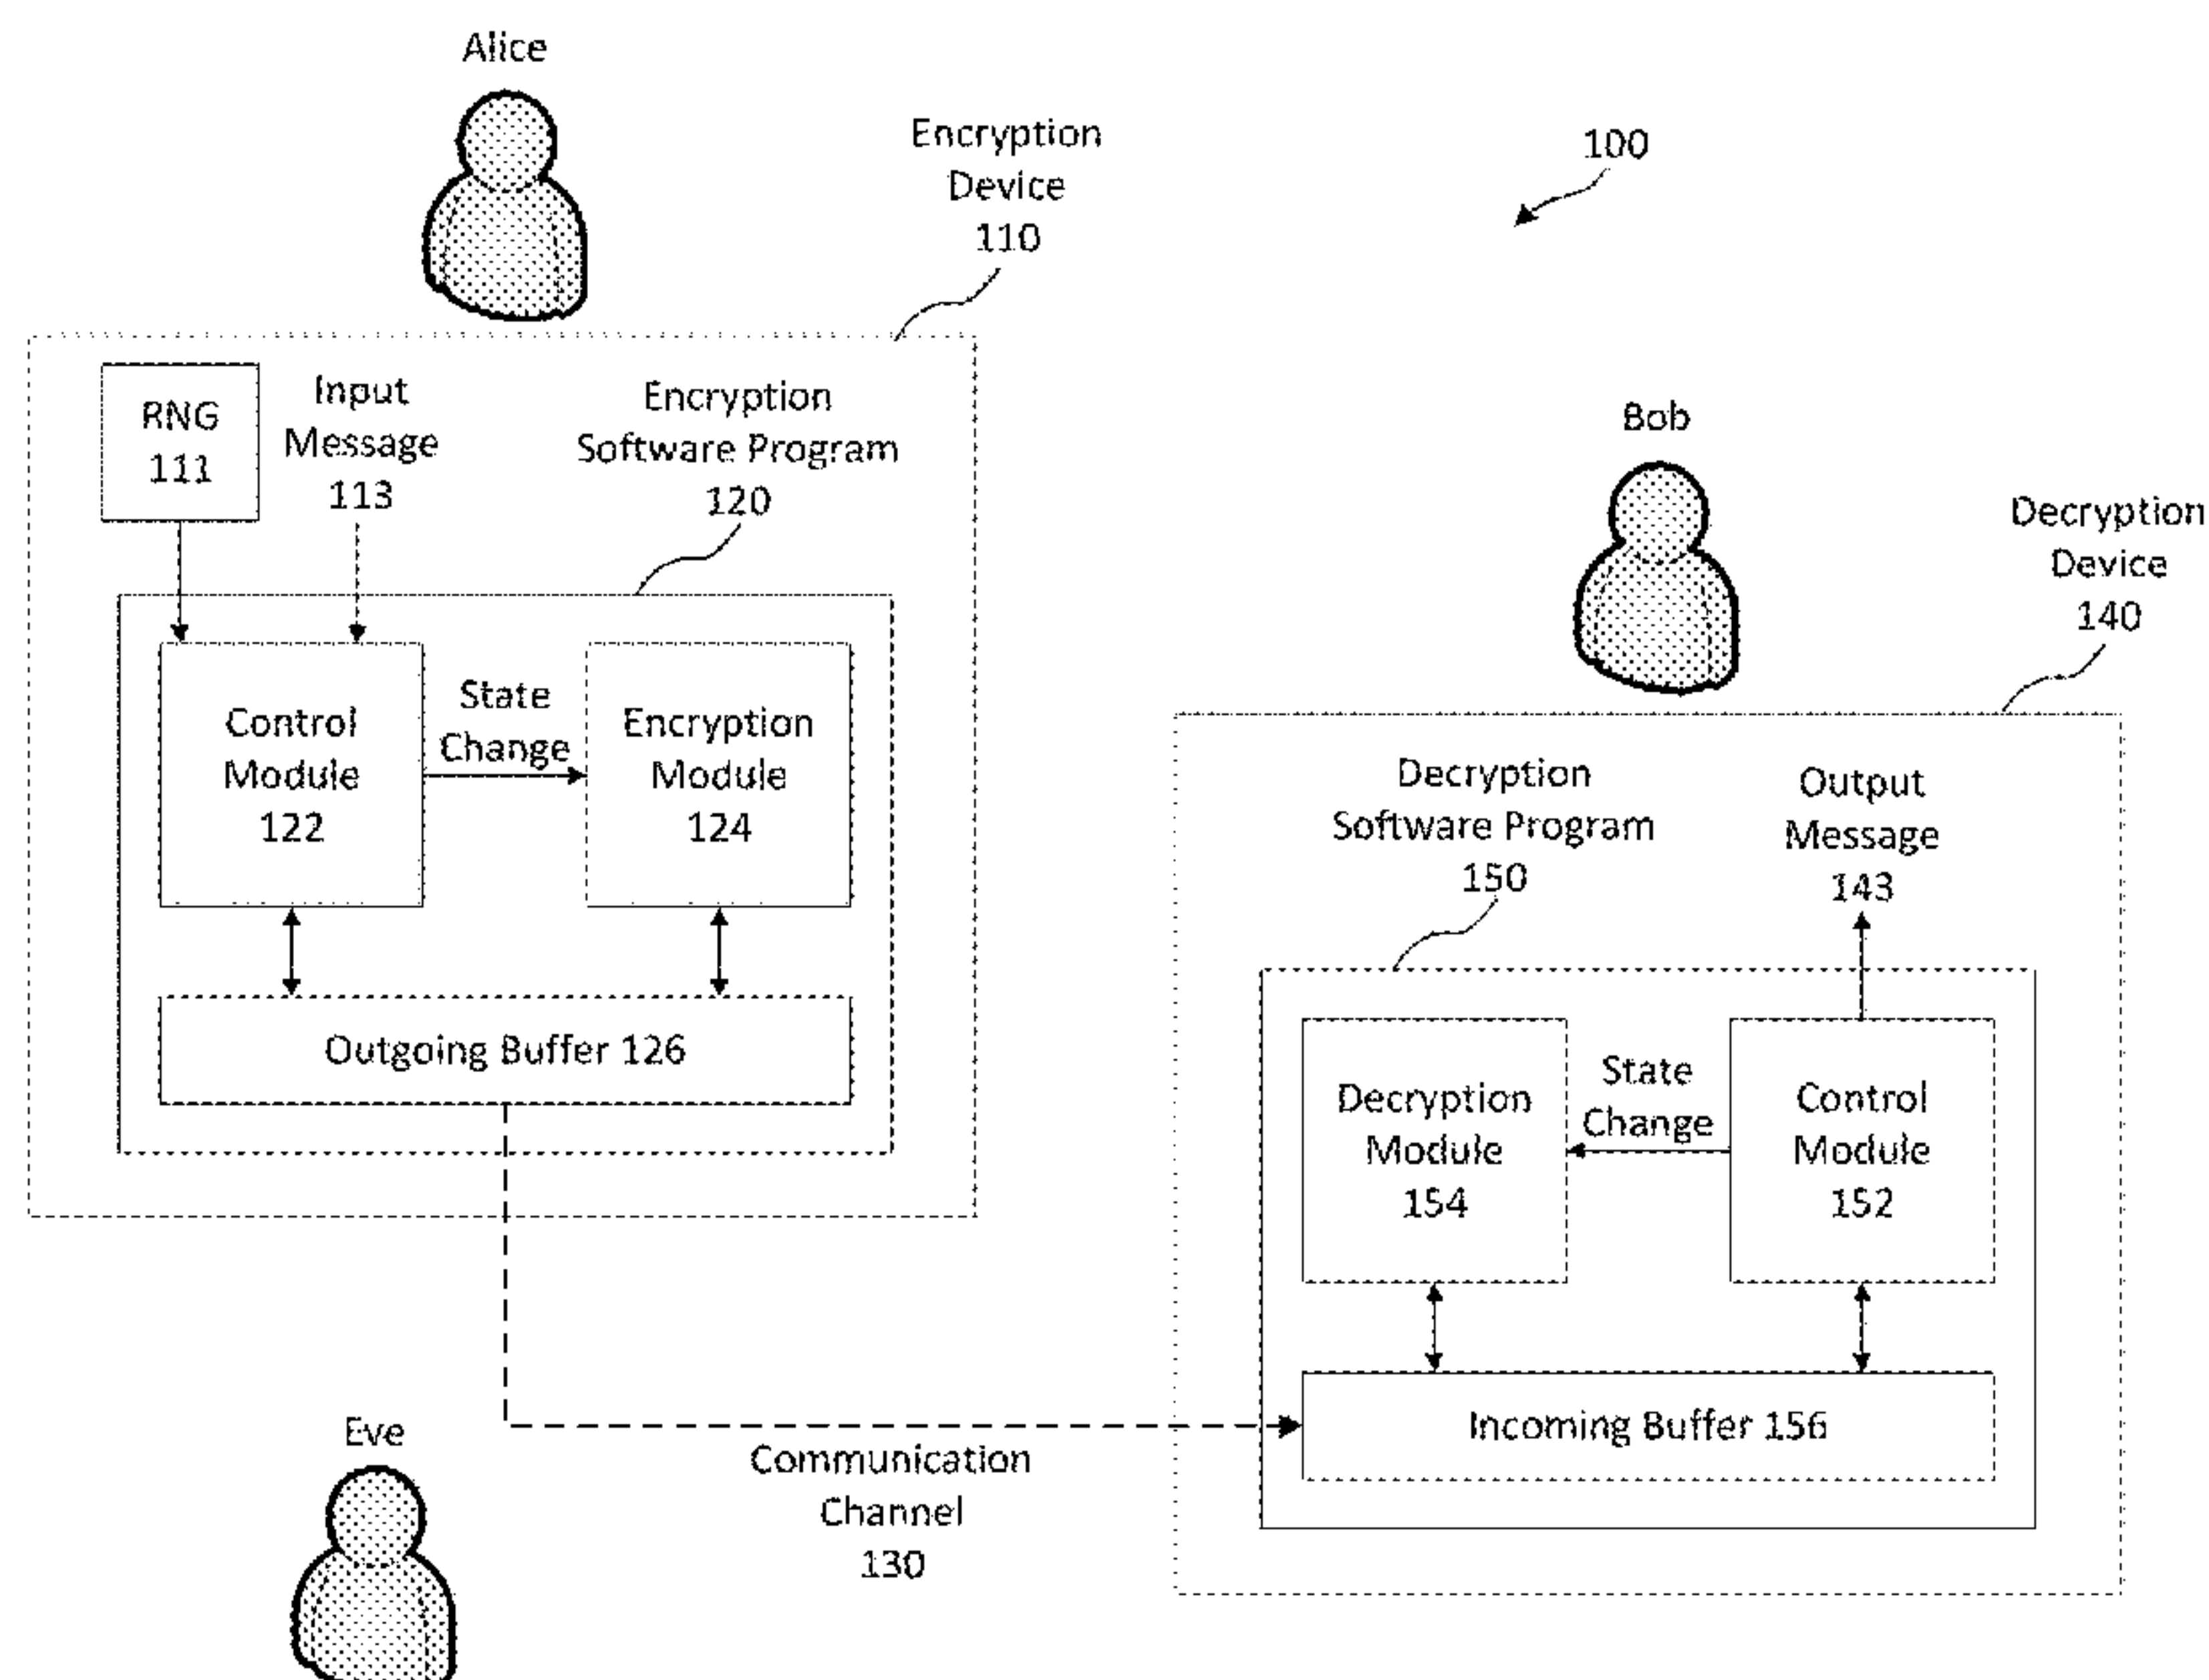 Alice
Encryption
Device
110
100
RNG
111
Input
Message
113
Encryption
Software Program
120
Control
Module
122
State
Change
Encryption
Module
124
Outgoing Buffer 126
Bob
Decryption
Device
140
Decryption
Software Program
150
Output
Message
143
Decryption
Module
154
State
Change
Control
Module
152
Incoming Buffer 156
Eve
Communication
Channel
130